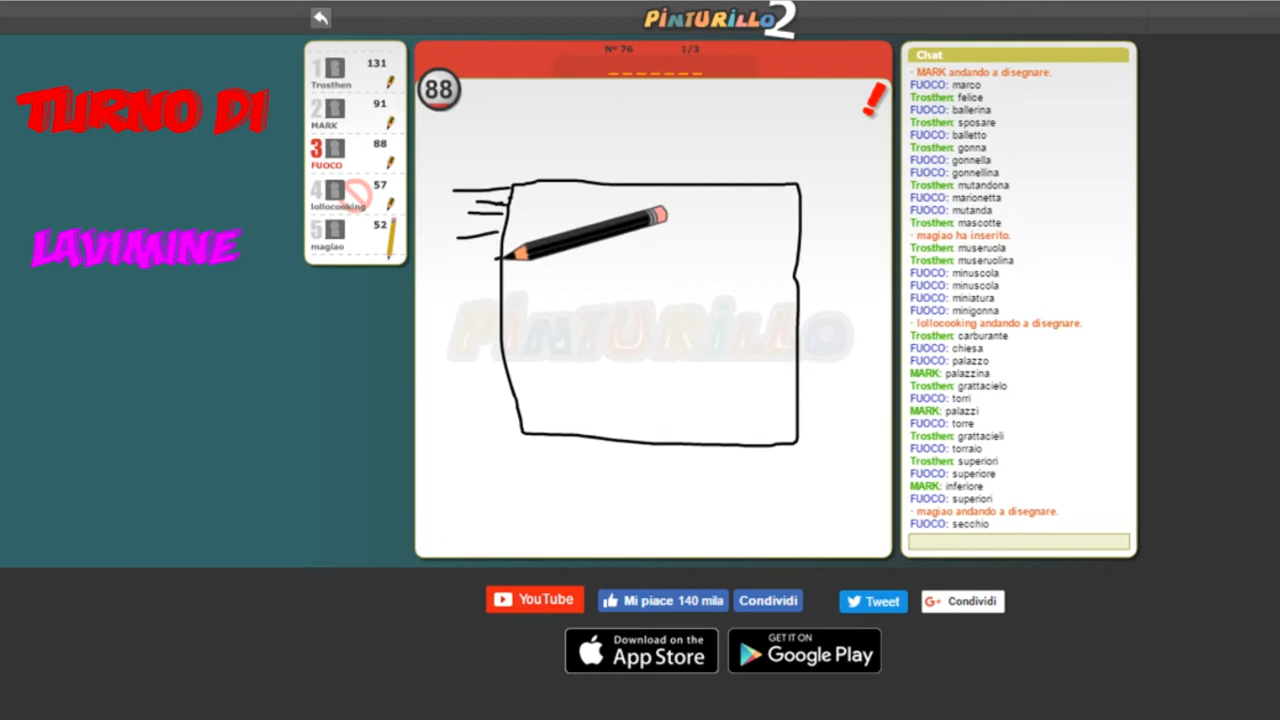 PiNTURiLLO2
TURNO DI
LAVIMINE
1 131
Trosthen
2 91
MARK
3 88
FUOCO
4 57
lollocooking
5 52
magiao
Nº 76 1/3
_ _ _ _ _ _ _
88
!
PiNTURiLLO
Chat
· MARK andando a disegnare.
FUOCO: marco
Trosthen: felice
FUOCO: ballerina
Trosthen: sposare
FUOCO: balletto
Trosthen: gonna
FUOCO: gonnella
FUOCO: gonnellina
Trosthen: mutandona
FUOCO: marionetta
FUOCO: mutanda
Trosthen: mascotte
· magiao ha inserito.
Trosthen: museruola
Trosthen: museruolina
FUOCO: minuscola
FUOCO: minuscola
FUOCO: miniatura
FUOCO: minigonna
· lollocooking andando a disegnare.
Trosthen: carburante
FUOCO: chiesa
FUOCO: palazzo
MARK: palazzina
Trosthen: grattacielo
FUOCO: torri
MARK: palazzi
FUOCO: torre
Trosthen: grattacieli
FUOCO: torraio
Trosthen: superiori
FUOCO: superiore
MARK: inferiore
FUOCO: superiori
· magiao andando a disegnare.
FUOCO: secchio
YouTube
Mi piace 140 mila
Condividi
Tweet
G+ Condividi
Download on the
App Store
GET IT ON
Google Play